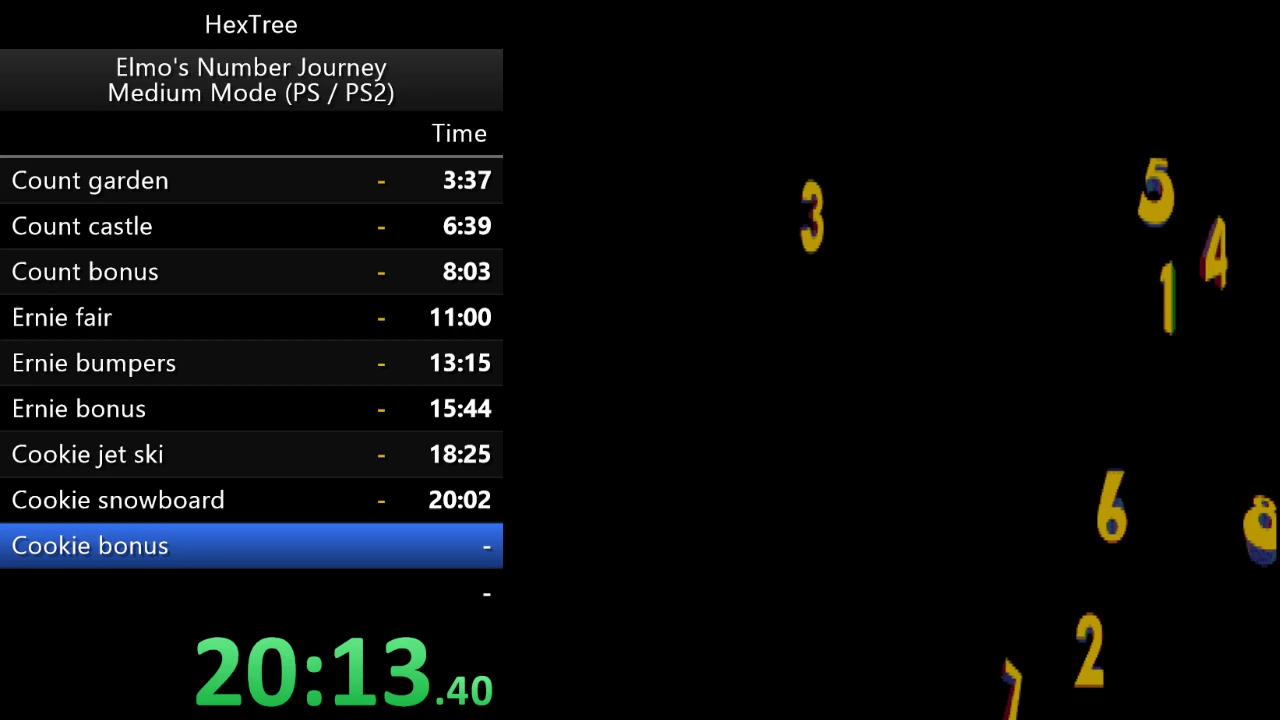 HexTree
Elmo's Number Journey
Medium Mode (PS / PS2)
Time
Count garden - 3:37
Count castle - 6:39
Count bonus - 8:03
Ernie fair - 11:00
Ernie bumpers - 13:15
Ernie bonus - 15:44
Cookie jet ski - 18:25
Cookie snowboard - 20:02
Cookie bonus -
-
20:13.40
3
5
4
1
6
8
2
7